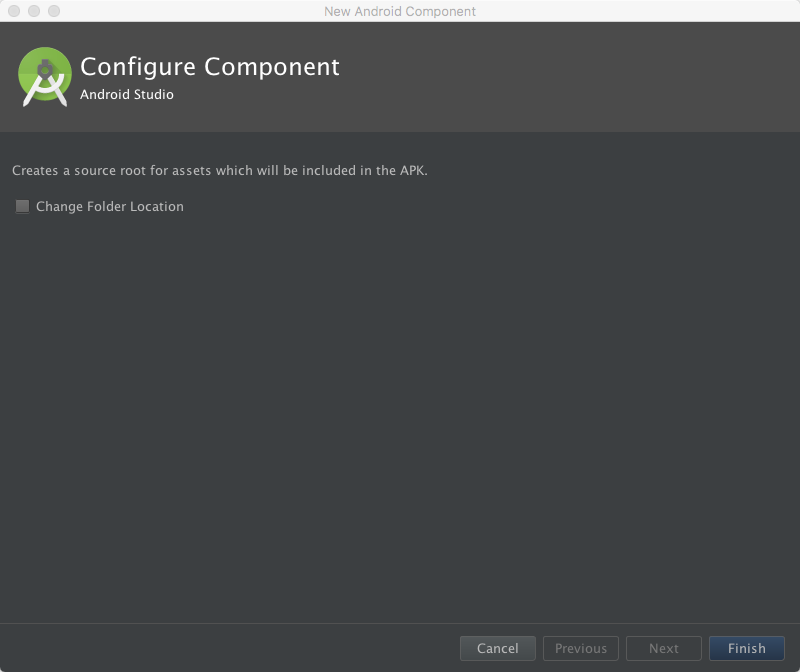 New Android Component
Configure Component
Android Studio
Creates a source root for assets which will be included in the APK.
Change Folder Location
Cancel Previous Next Finish